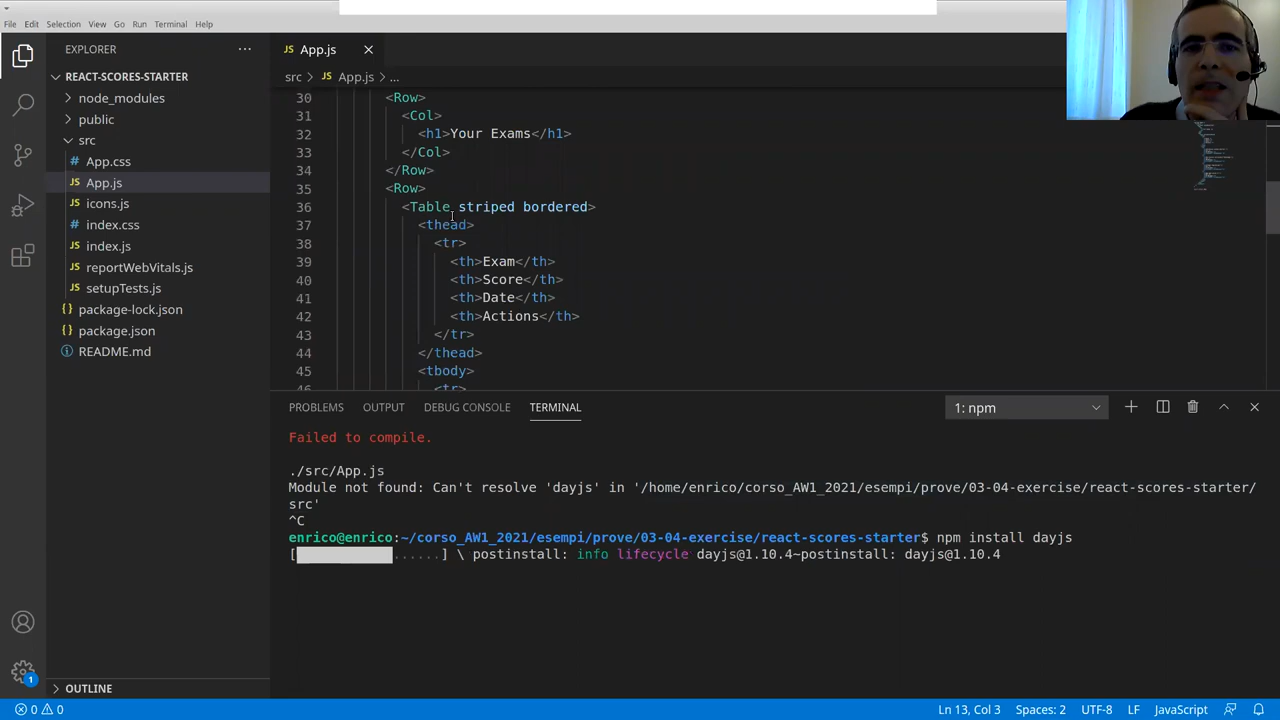 File Edit Selection View Go Run Terminal Help
EXPLORER ...
JS App.js
src > JS App.js > ...
REACT-SCORES-STARTER
node_modules
public
src
# App.css
JS App.js
JS icons.js
# index.css
JS index.js
JS reportWebVitals.js
JS setupTests.js
{} package-lock.json
{} package.json
README.md
OUTLINE
30 <Row>
31 <Col>
32 <h1>Your Exams</h1>
33 </Col>
34 </Row>
35 <Row>
36 <Table striped bordered>
37 <thead>
38 <tr>
39 <th>Exam</th>
40 <th>Score</th>
41 <th>Date</th>
42 <th>Actions</th>
43 </tr>
44 </thead>
45 <tbody>
46 <tr>
PROBLEMS OUTPUT DEBUG CONSOLE TERMINAL 1: npm
Failed to compile.
./src/App.js
Module not found: Can't resolve 'dayjs' in '/home/enrico/corso_AW1_2021/esempi/prove/03-04-exercise/react-scores-starter/
src'
^C
enrico@enrico:~/corso_AW1_2021/esempi/prove/03-04-exercise/react-scores-starter$ npm install dayjs
[ ......] \ postinstall: info lifecycle dayjs@1.10.4~postinstall: dayjs@1.10.4
1
0 0 Ln 13, Col 3 Spaces: 2 UTF-8 LF JavaScript